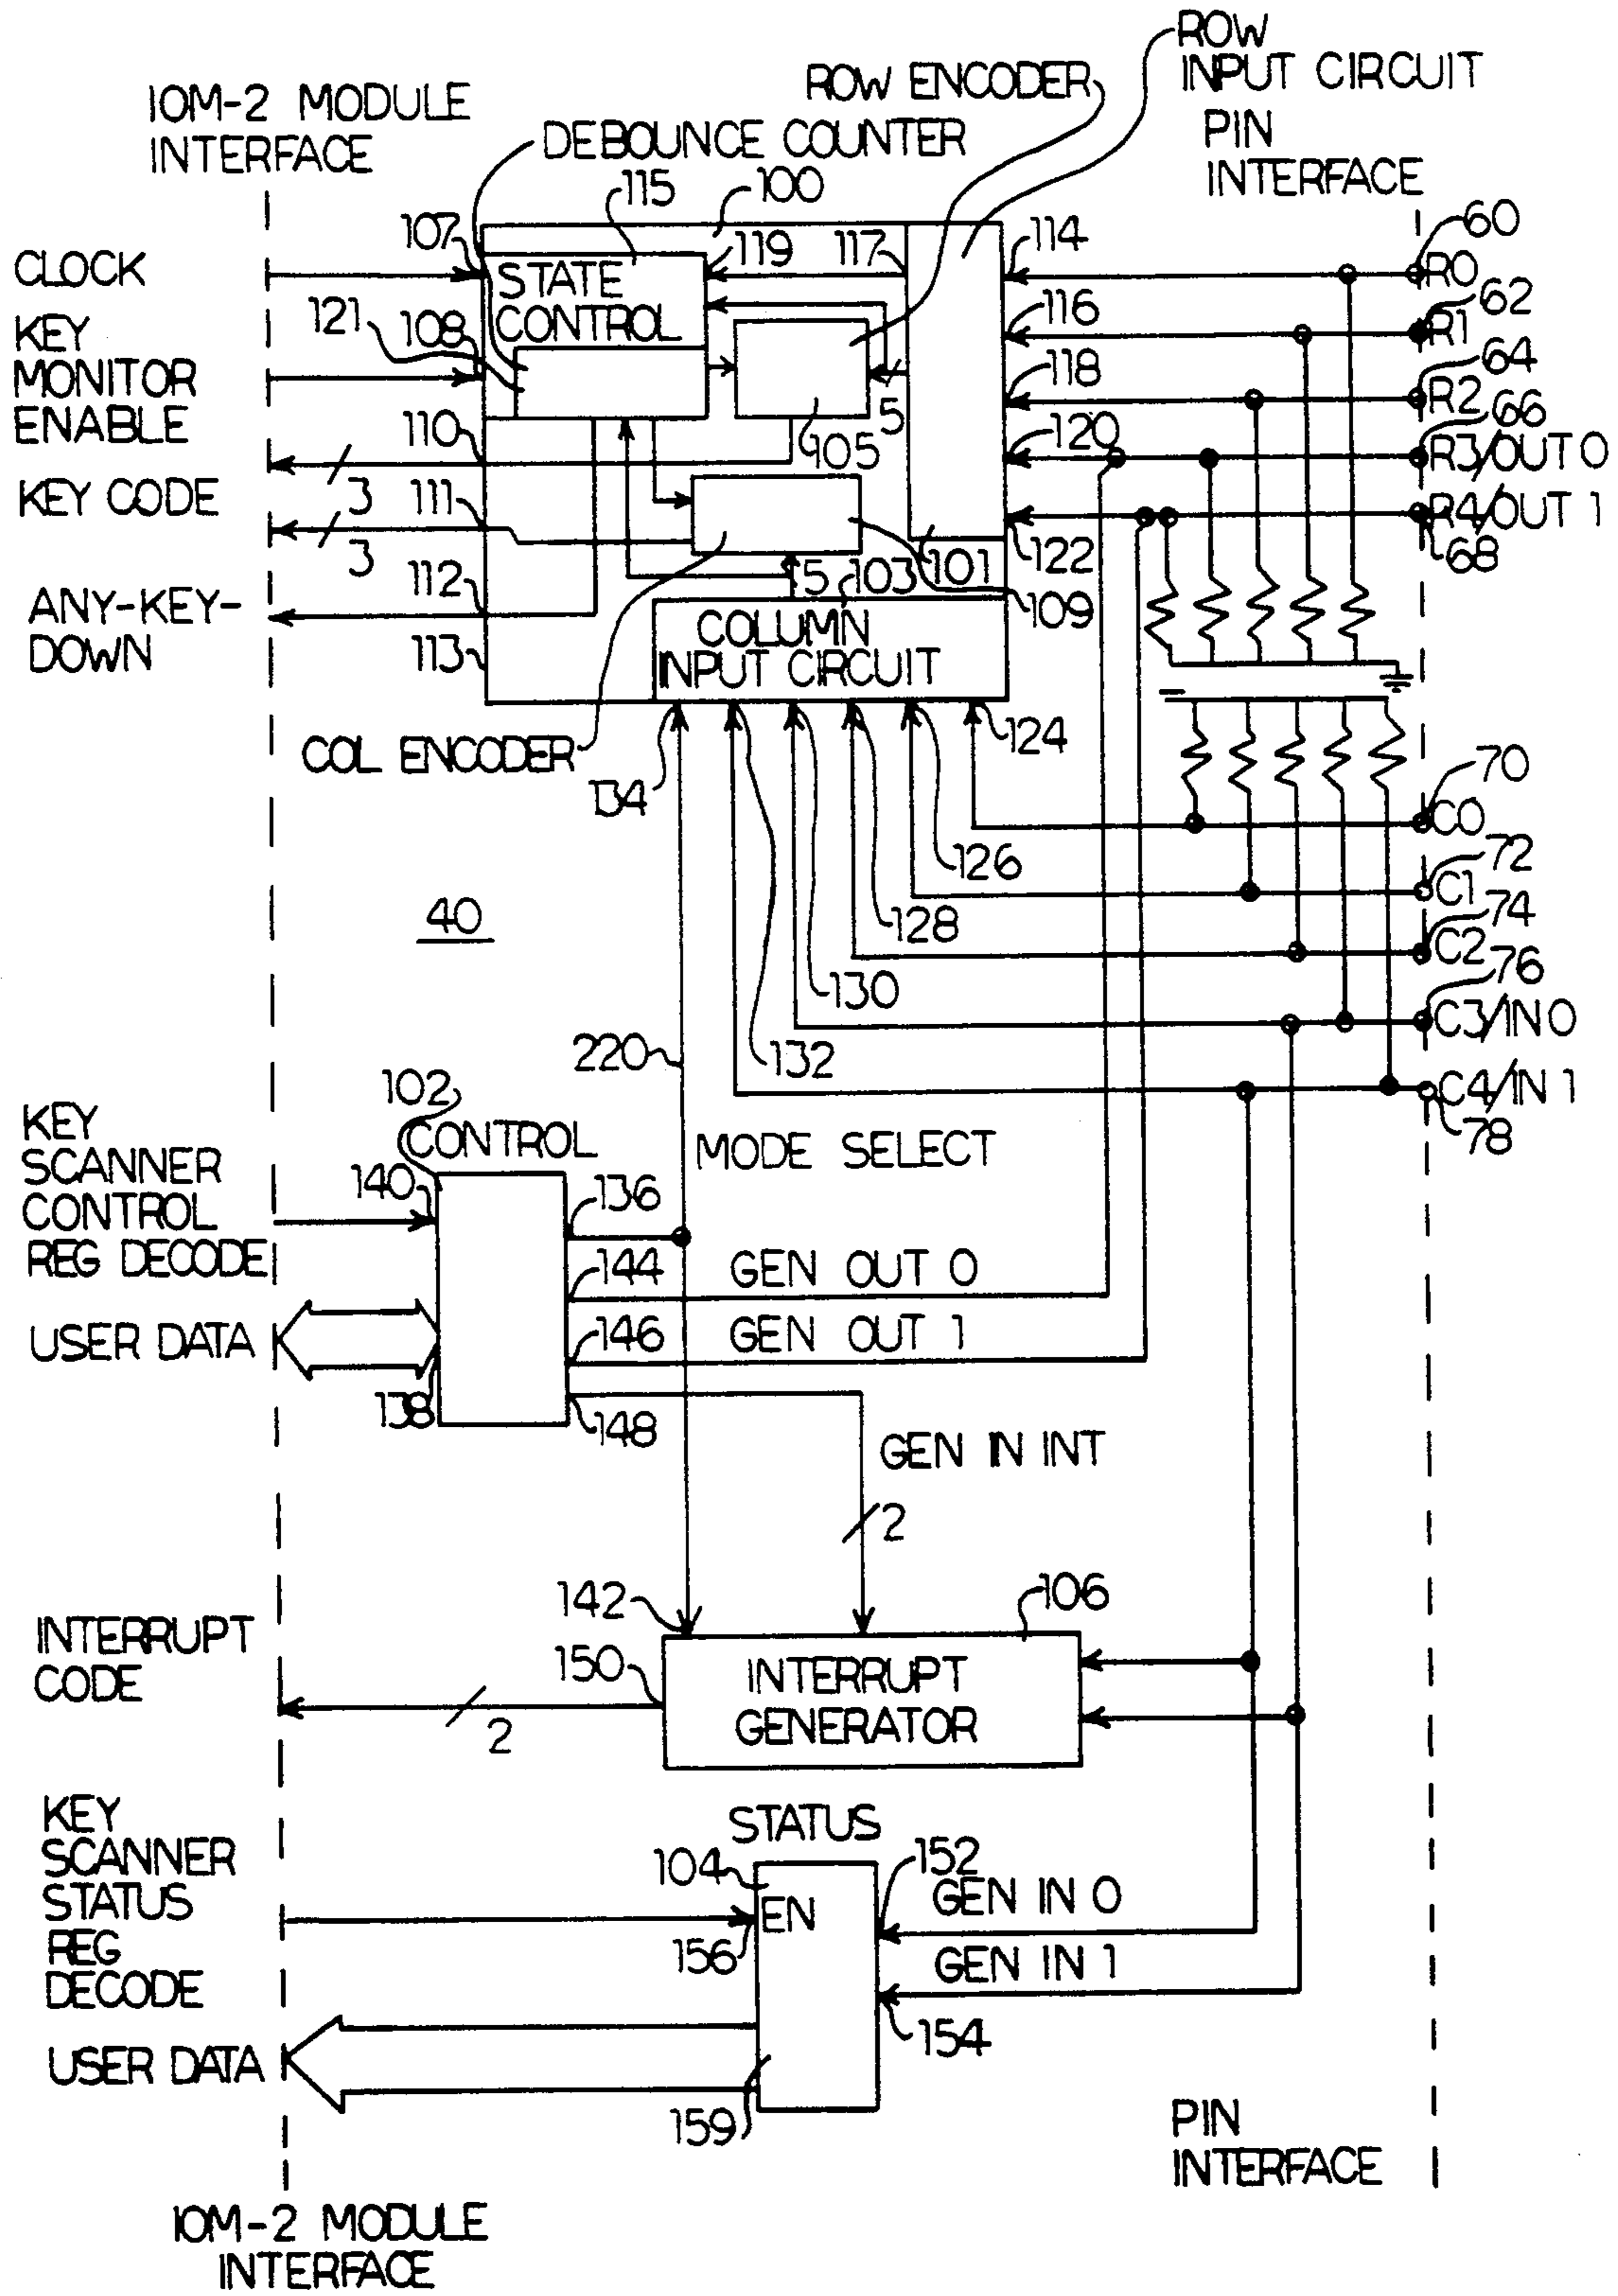 ROW
INPUT CIRCUIT
ROW ENCODER
IOM-2 MODULE
INTERFACE
DEBOUNCE COUNTER
PIN
INTERFACE
115
100
107
119
117
114
60
CLOCK
STATE
CONTROL
R0
121
108
116
62
R1
KEY
MONITOR
ENABLE
118
64
R2
5
66
110
105
120
R3/OUT 0
3
KEY CODE
111
R4/OUT 1
3
101
122
68
112
5
103
109
ANY-KEY-
DOWN
113
COLUMN
INPUT CIRCUIT
COL ENCODER
134
124
70
C0
126
72
C1
40
128
74
C2
130
76
C3/IN 0
220
132
C4/IN 1
78
102
CONTROL
KEY
SCANNER
CONTROL
REG DECODE
MODE SELECT
140
136
144
GEN OUT 0
USER DATA
146
GEN OUT 1
138
148
GEN IN INT
2
142
106
INTERRUPT
CODE
150
INTERRUPT
GENERATOR
2
KEY
SCANNER
STATUS
REG
DECODE
STATUS
104
152
EN
GEN IN 0
156
GEN IN 1
154
USER DATA
159
PIN
INTERFACE
IOM-2 MODULE
INTERFACE